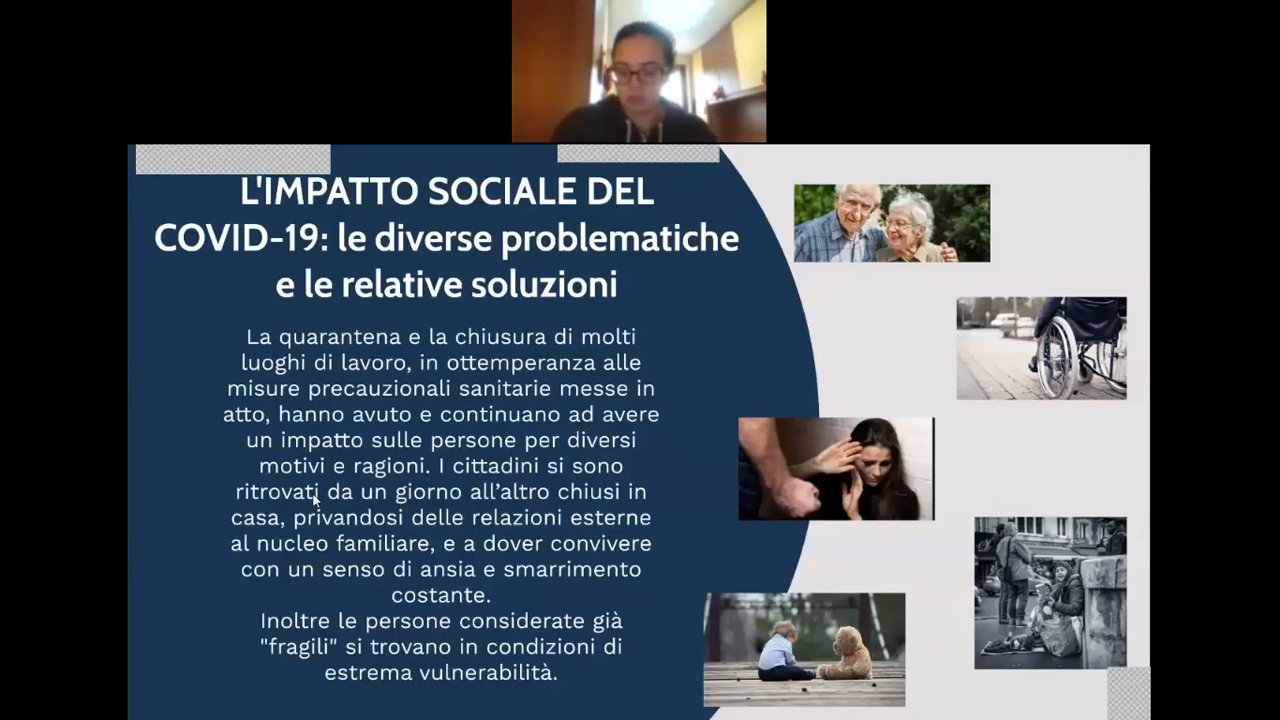 L'IMPATTO SOCIALE DEL
COVID-19: le diverse problematiche
e le relative soluzioni
La quarantena e la chiusura di molti
luoghi di lavoro, in ottemperanza alle
misure precauzionali sanitarie messe in
atto, hanno avuto e continuano ad avere
un impatto sulle persone per diversi
motivi e ragioni. I cittadini si sono
ritrovati da un giorno all’altro chiusi in
casa, privandosi delle relazioni esterne
al nucleo familiare, e a dover convivere
con un senso di ansia e smarrimento
costante.
Inoltre le persone considerate già
"fragili" si trovano in condizioni di
estrema vulnerabilità.